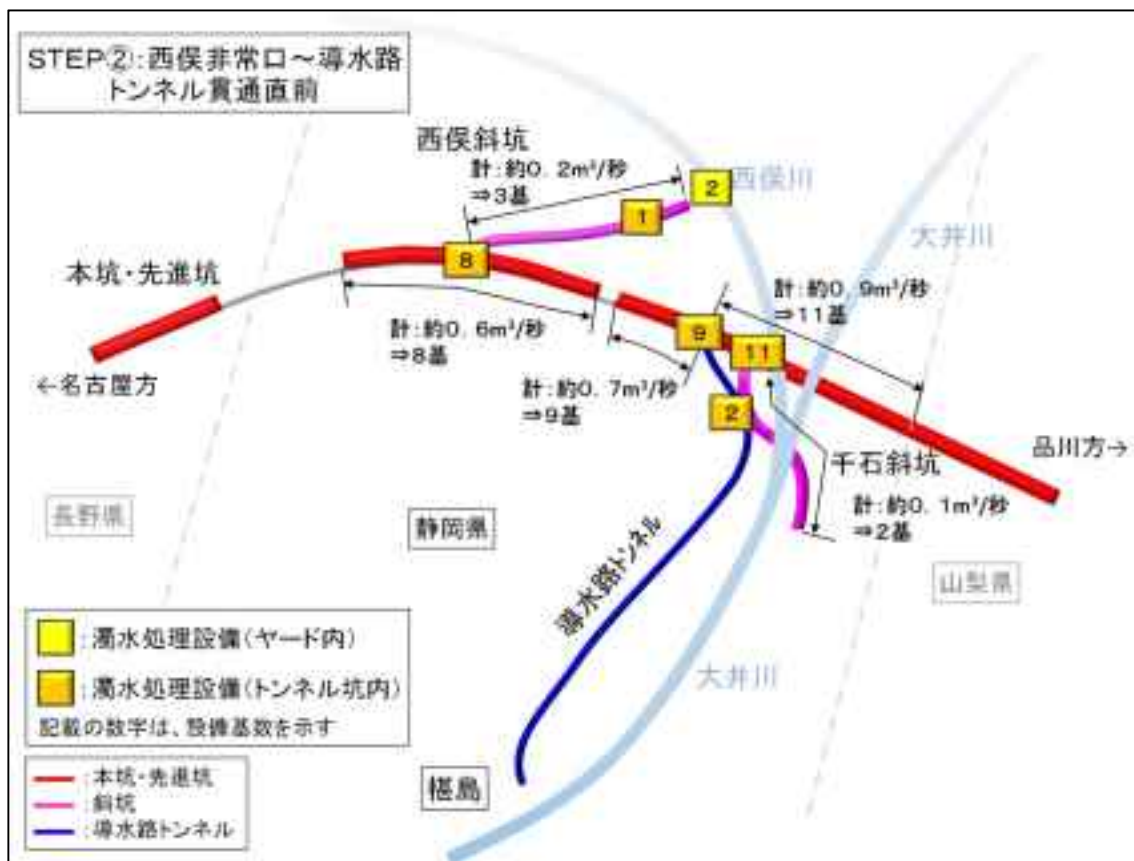 STEP②:西俣非常口～導水路
トンネル貫通直前
西俣斜坑
計:約0.2m³/秒
⇒3基
2
西俣川
1
大井川
8
本坑・先進坑
計:約0.9m³/秒
⇒11基
9
11
計:約0.6m³/秒
⇒8基
←名古屋方
計:約0.7m³/秒
⇒9基
2
品川方→
千石斜坑
計:約0.1m³/秒
⇒2基
長野県
静岡県
山梨県
導水路トンネル
大井川
:濁水処理設備(ヤード内)
:濁水処理設備(トンネル坑内)
記載の数字は、設備基数を示す
:本坑・先進坑
:斜坑
:導水路トンネル
椹島